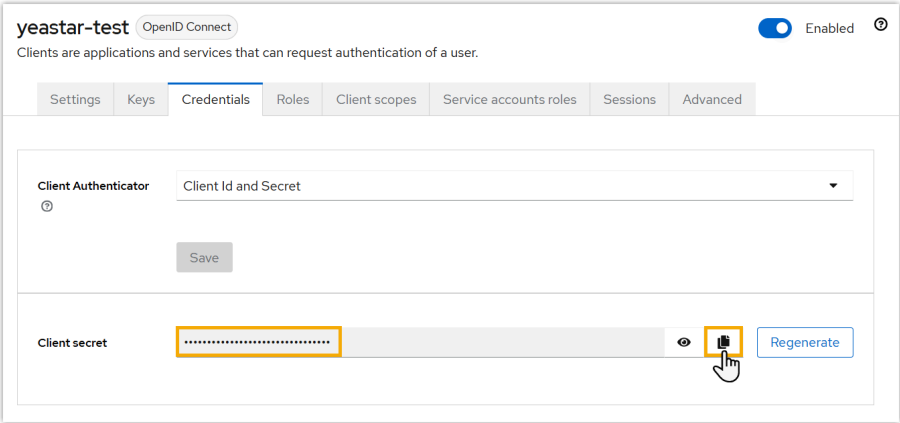 yeastar-test OpenID Connect Enabled
Clients are applications and services that can request authentication of a user.
Settings Keys Credentials Roles Client scopes Service accounts roles Sessions Advanced
Client Authenticator Client Id and Secret
Save
Client secret •••••••••••••••••••••••••••••••• Regenerate